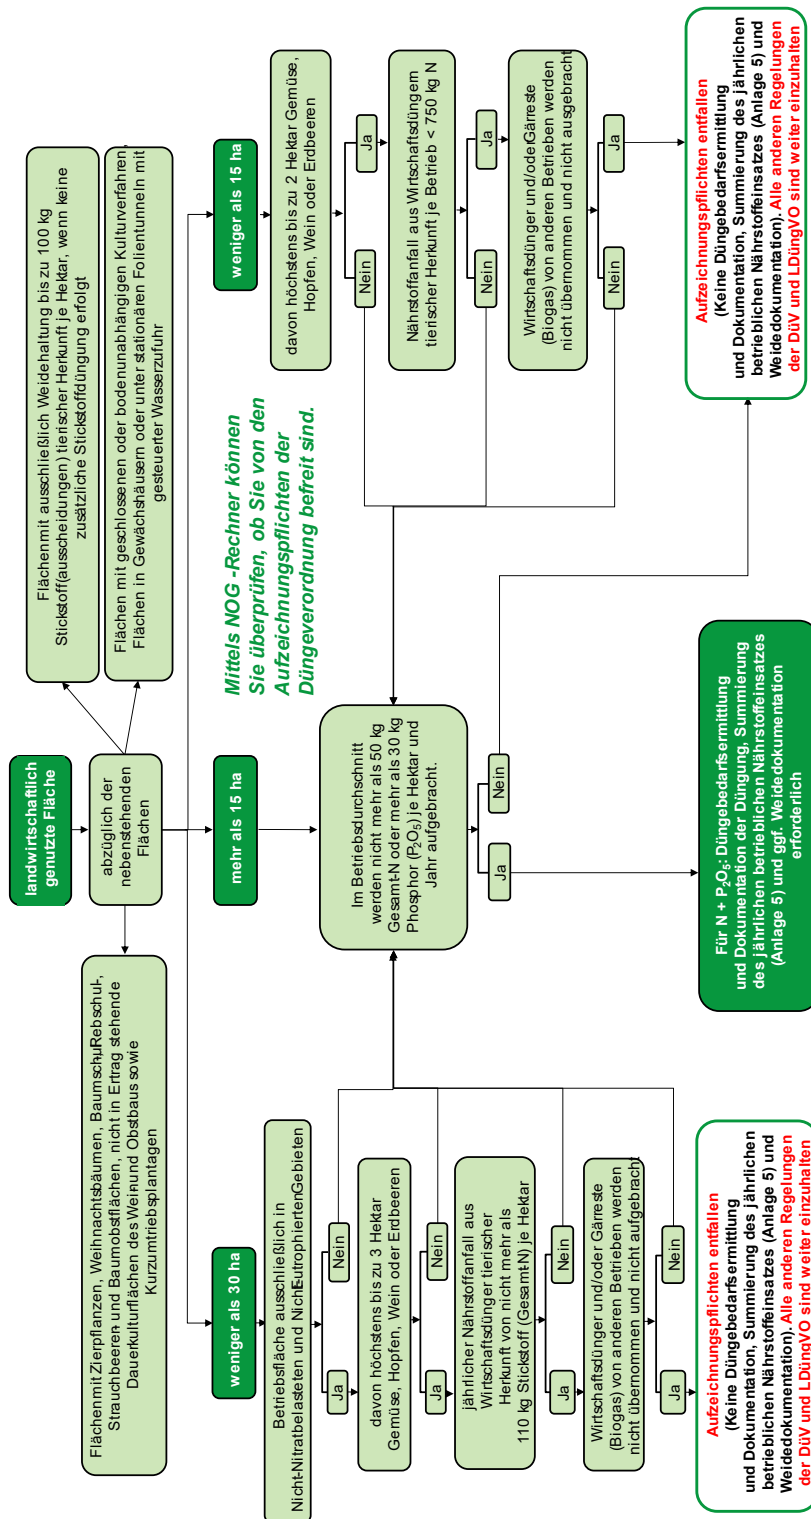 landwirtschaftlich
genutzte Fläche
abzüglich der
nebenstehenden
Flächen
Flächenmit Zierpflanzen, Weihnachtsbäumen, Baumschul-,Rebschul-,
Strauchbeeren und Baumobstflächen, nicht in Ertrag stehende
Dauerkulturflächen des Wein-und Obstbaus sowie
Kurzumtriebsplantagen
Flächenmit ausschließlich Weidehaltung bis zu 100 kg
Stickstoff(ausscheidungen) tierischer Herkunft je Hektar, wenn keine
zusätzliche Stickstoffdüngung erfolgt
Flächen mit geschlossenen oder bodenunabhängigen Kulturverfahren,
Flächen in Gewächshäusern oder unter stationären Folientunneln mit
gesteuerter Wasserzufuhr
weniger als 30 ha
Betriebsfläche ausschließlich in
Nicht-Nitratbelasteten und Nicht-Eutrophierten Gebieten
Ja
Nein
davon höchstens bis zu 3 Hektar
Gemüse, Hopfen, Wein oder Erdbeeren
Ja
Nein
jährlicher Nährstoffanfall aus
Wirtschaftsdünger tierischer
Herkunft von nicht mehr als
110 kg Stickstoff (Gesamt-N) je Hektar
Ja
Nein
Wirtschaftsdünger und/oder Gärreste
(Biogas) von anderen Betrieben werden
nicht übernommen und nicht aufgebracht
Ja
Nein
Aufzeichnungspflichten entfallen
(Keine Düngebedarfsermittlung
und Dokumentation, Summierung des jährlichen
betrieblichen Nährstoffeinsatzes (Anlage 5) und
Weidedokumentation). Alle anderen Regelungen
der DüV und LDüngVO sind weiter einzuhalten
mehr als 15 ha
Mittels NOG -Rechner können
Sie überprüfen, ob Sie von den
Aufzeichnungspflichten der
Düngeverordnung befreit sind.
Im Betriebsdurchschnitt
werden nicht mehr als 50 kg
Gesamt-N oder mehr als 30 kg
Phosphor (P2O5) je Hektar und
Jahr aufgebracht.
Ja
Nein
Für N + P2O5: Düngebedarfsermittlung
und Dokumentation der Düngung, Summierung
des jährlichen betrieblichen Nährstoffeinsatzes
(Anlage 5) und ggf. Weidedokumentation
erforderlich
weniger als 15 ha
davon höchstens bis zu 2 Hektar Gemüse,
Hopfen, Wein oder Erdbeeren
Nein
Ja
Nährstoffanfall aus Wirtschaftsdüngern
tierischer Herkunft je Betrieb < 750 kg N
Nein
Ja
Wirtschaftsdünger und/oder Gärreste
(Biogas) von anderen Betrieben werden
nicht übernommen und nicht ausgebracht
Nein
Ja
Aufzeichnungspflichten entfallen
(Keine Düngebedarfsermittlung
und Dokumentation, Summierung des jährlichen
betrieblichen Nährstoffeinsatzes (Anlage 5) und
Weidedokumentation). Alle anderen Regelungen
der DüV und LDüngVO sind weiter einzuhalten